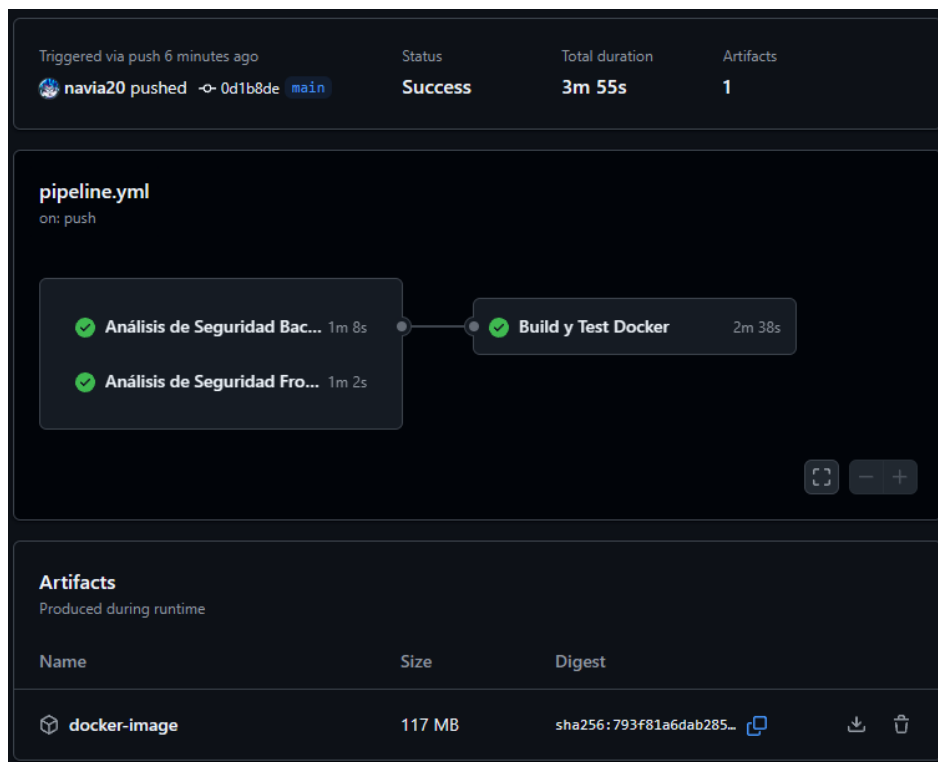 Triggered via push 6 minutes ago
Status
Total duration
Artifacts
navia20 pushed 0d1b8de main
Success
3m 55s
1
pipeline.yml
on: push
Análisis de Seguridad Bac... 1m 8s
Build y Test Docker 2m 38s
Análisis de Seguridad Fro... 1m 2s
Artifacts
Produced during runtime
Name Size Digest
docker-image 117 MB sha256:793f81a6dab285…